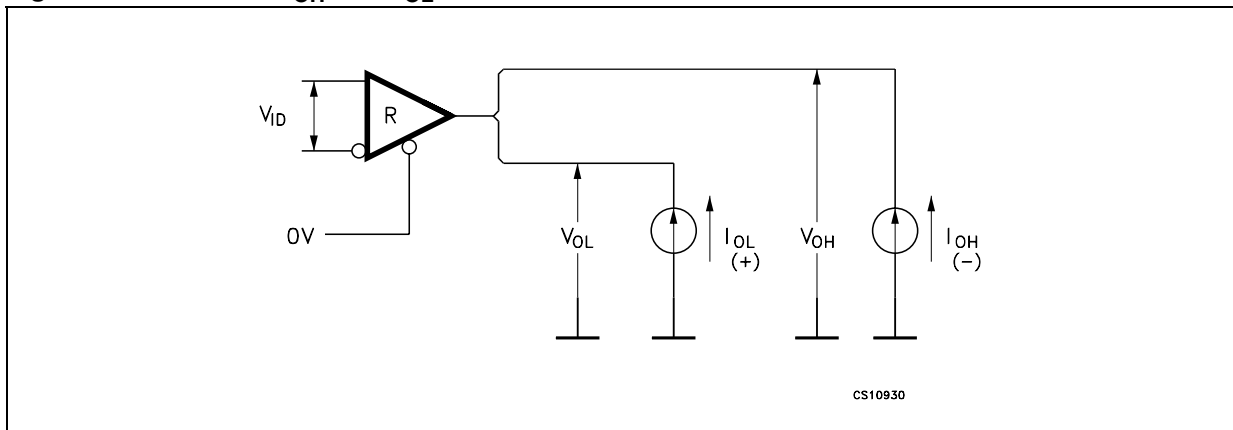 V_ID
R
0V
V_OL
I_OL
(+)
V_OH
I_OH
(-)
CS10930